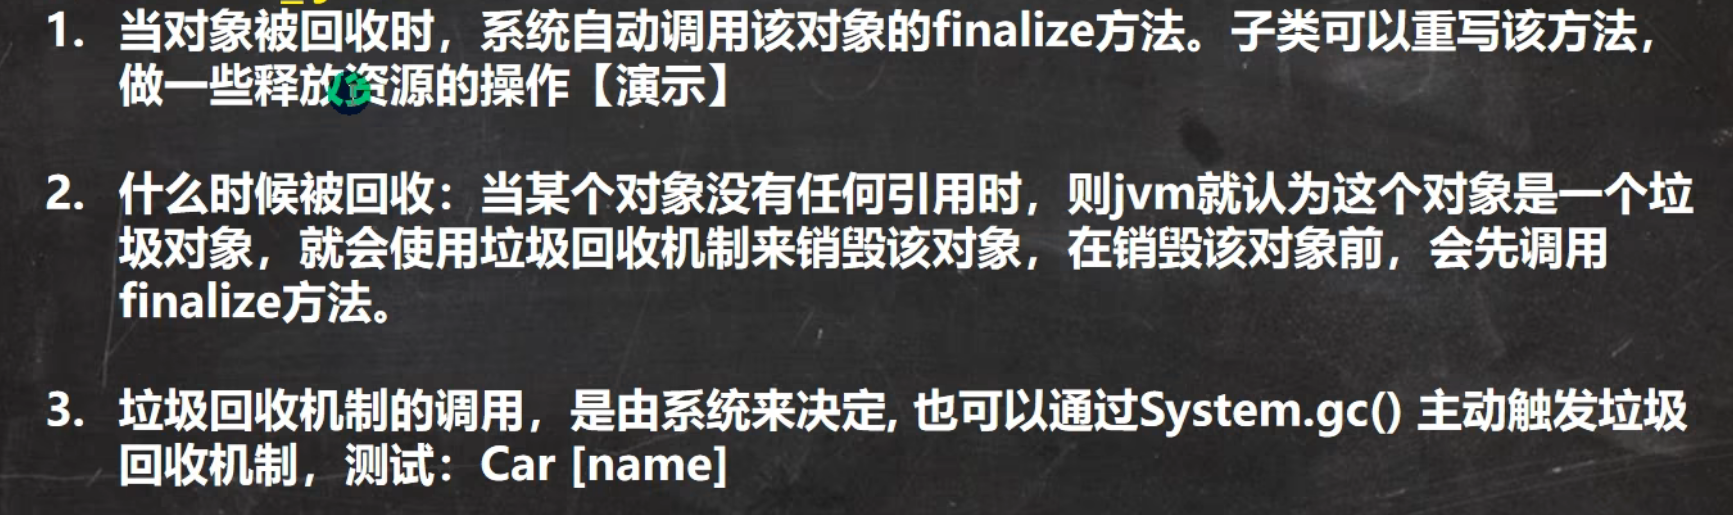 1. 当对象被回收时，系统自动调用该对象的finalize方法。子类可以重写该方法，
做一些释放资源的操作【演示】
2. 什么时候被回收：当某个对象没有任何引用时，则jvm就认为这个对象是一个垃
圾对象，就会使用垃圾回收机制来销毁该对象，在销毁该对象前，会先调用
finalize方法。
3. 垃圾回收机制的调用，是由系统来决定, 也可以通过System.gc() 主动触发垃圾
回收机制，测试：Car [name]